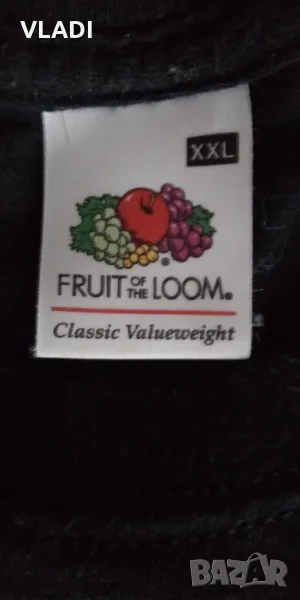 VLADI
XXL
FRUIT OF THE LOOM®
Classic Valueweight
BAZAR